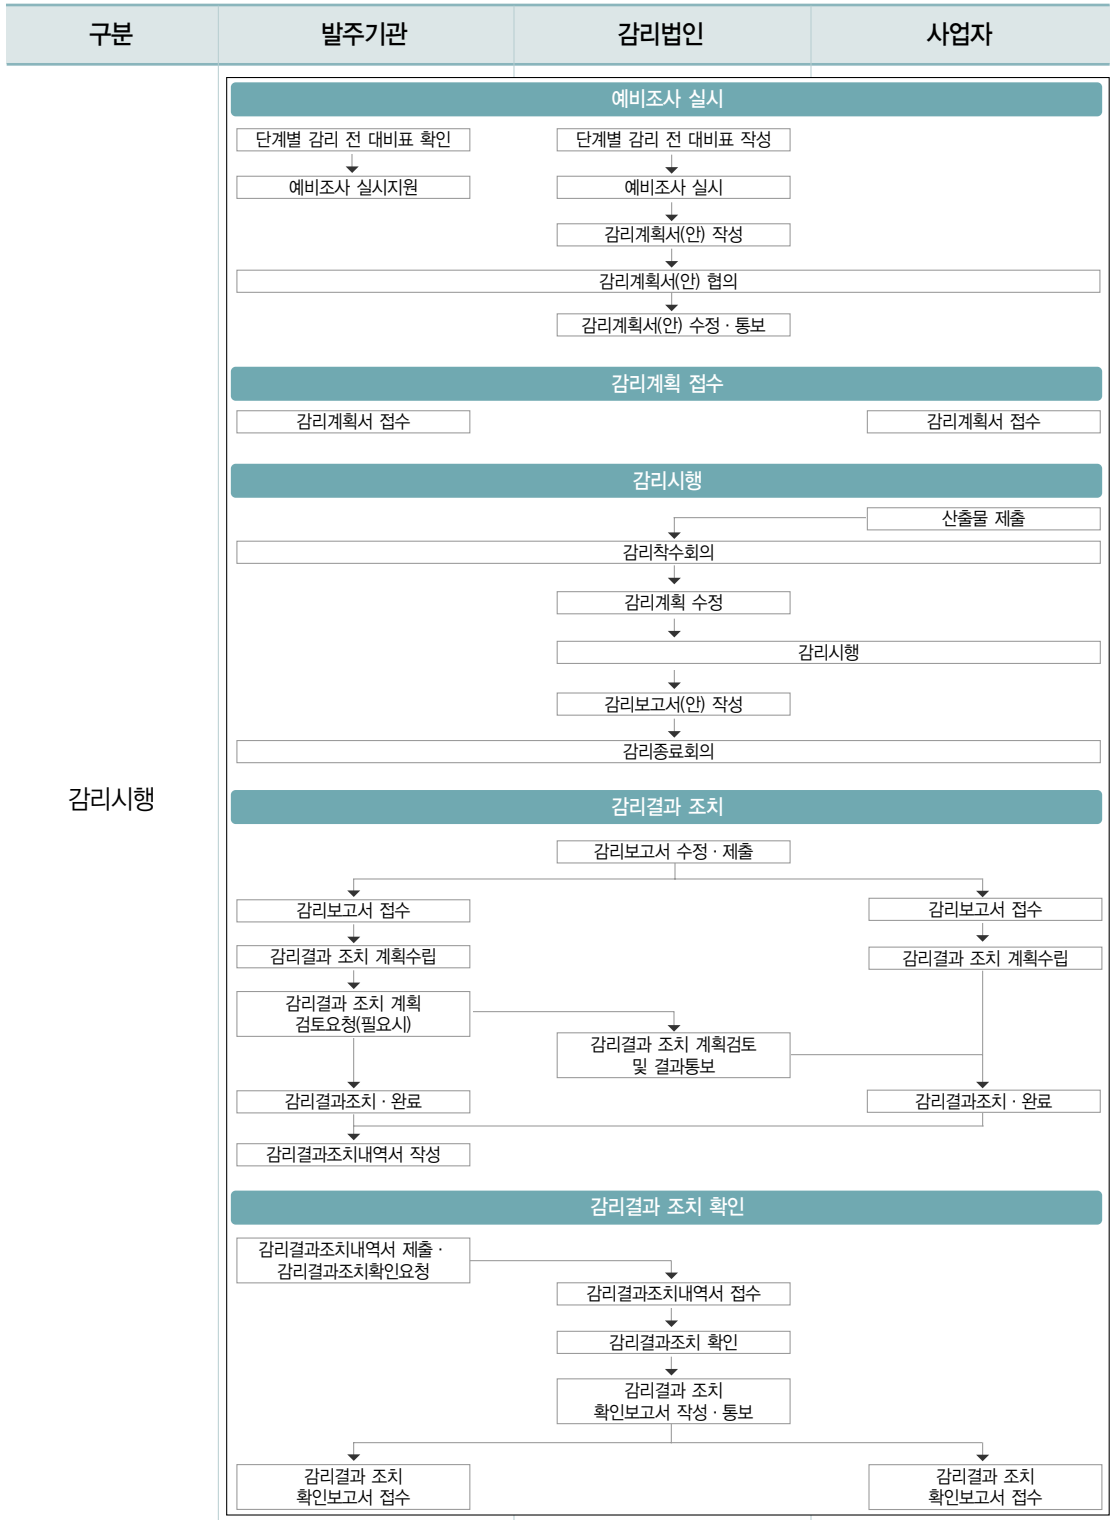 구분 발주기관 감리법인 사업자
예비조사 실시
단계별 감리 전 대비표 확인 단계별 감리 전 대비표 작성
예비조사 실시지원 예비조사 실시
감리계획서(안) 작성
감리계획서(안) 협의
감리계획서(안) 수정 · 통보
감리계획 접수
감리계획서 접수 감리계획서 접수
감리시행
산출물 제출
감리착수회의
감리계획 수정
감리시행
감리보고서(안) 작성
감리종료회의
감리시행
감리결과 조치
감리보고서 수정 · 제출
감리보고서 접수 감리보고서 접수
감리결과 조치 계획수립 감리결과 조치 계획수립
감리결과 조치 계획
검토요청(필요시)
감리결과 조치 계획검토
및 결과통보
감리결과조치 · 완료 감리결과조치 · 완료
감리결과조치내역서 작성
감리결과 조치 확인
감리결과조치내역서 제출 ·
감리결과조치확인요청
감리결과조치내역서 접수
감리결과조치 확인
감리결과 조치
확인보고서 작성 · 통보
감리결과 조치 감리결과 조치
확인보고서 접수 확인보고서 접수